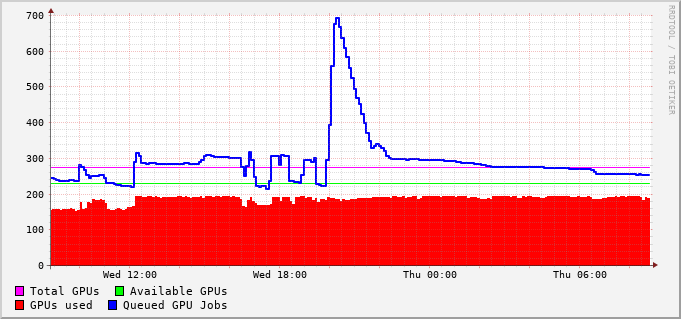 700
600
500
400
300
200
100
0
Wed 12:00 Wed 18:00 Thu 00:00 Thu 06:00
Total GPUs Available GPUs
GPUs used Queued GPU Jobs
RRDTOOL / TOBI OETIKER